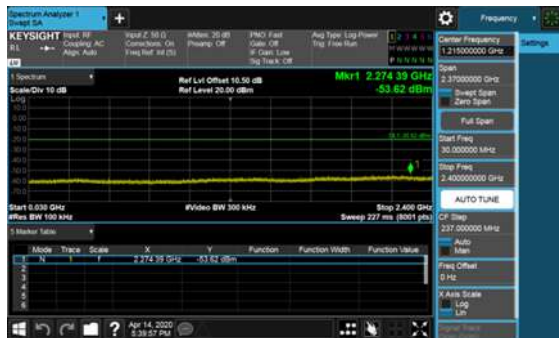 Spectrum Analyzer 1
Swept SA
Frequency
Settings
KEYSIGHT
Input: RF
Coupling: AC
Align: Auto
Input Z: 50 Ω
Corrections: On
Freq Ref: Int (S)
#Atten: 20 dB
Preamp: Off
PNO: Fast
Gate: Off
IF Gain: Low
Sig Track: Off
Avg Type: Log-Power
Trig: Free Run
1 Spectrum
Scale/Div 10 dB
Ref Lvl Offset 10.50 dB
Ref Level 20.00 dBm
Mkr1 2.274 39 GHz
-53.62 dBm
Log
Start 0.030 GHz
#Res BW 100 kHz
#Video BW 300 kHz
Stop 2.400 GHz
Sweep 227 ms (8001 pts)
5 Marker Table
Mode Trace Scale X Y Function Function Width Function Value
1 N 1 f 2.274 39 GHz -53.62 dBm
2
3
4
5
6
Apr 14, 2020
5:39:57 PM
Center Frequency
1.215000000 GHz
Span
2.37000000 GHz
Swept Span
Zero Span
Full Span
Start Freq
30.000000 MHz
Stop Freq
2.400000000 GHz
AUTO TUNE
CF Step
237.000000 MHz
Auto
Man
Freq Offset
0 Hz
X Axis Scale
Log
Lin